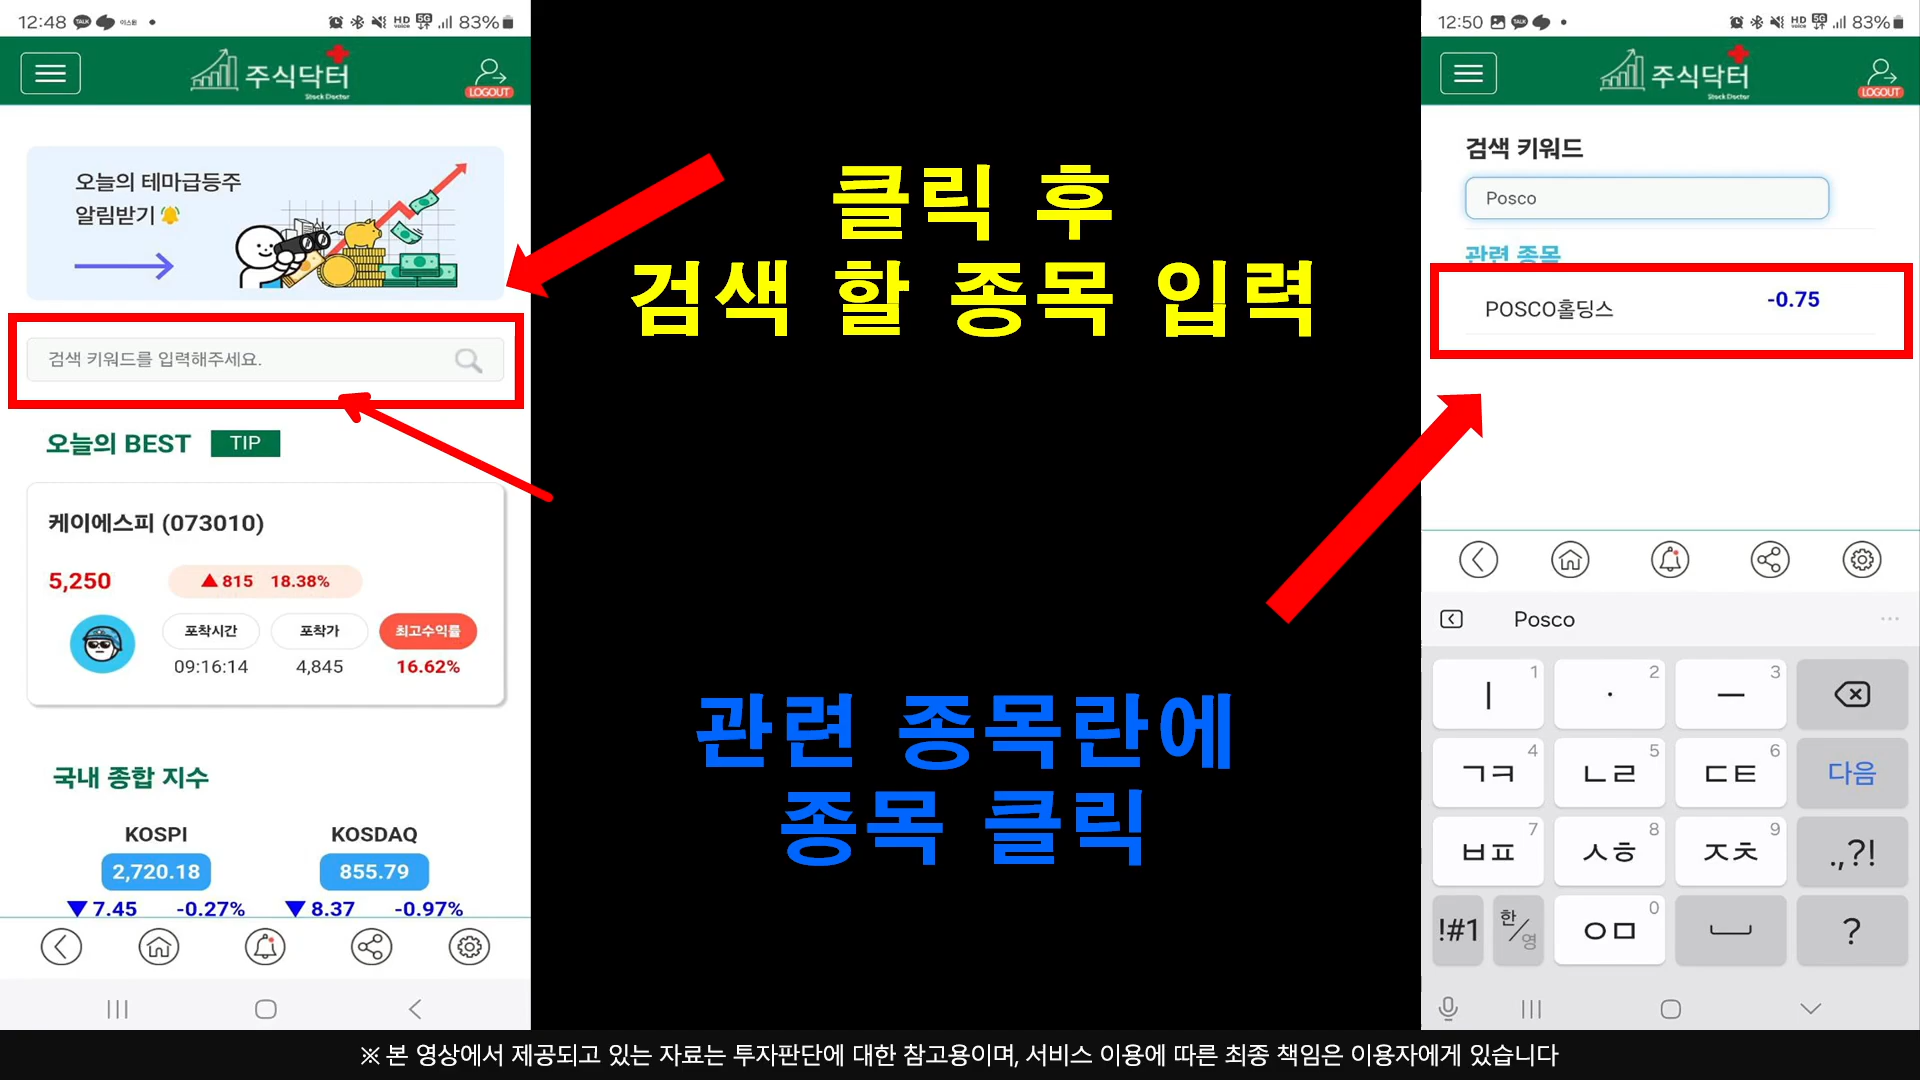 12:48
83%
주식닥터
Stock Doctor
LOGOUT
오늘의 테마급등주
알림받기
검색 키워드를 입력해주세요.
오늘의 BEST TIP
케이에스피 (073010)
5,250 ▲815 18.38%
포착시간 포착가 최고수익률
09:16:14 4,845 16.62%
국내 종합 지수
KOSPI KOSDAQ
2,720.18 855.79
▼7.45 -0.27% ▼8.37 -0.97%
클릭 후
검색 할 종목 입력
관련 종목란에
종목 클릭
12:50
83%
주식닥터
Stock Doctor
LOGOUT
검색 키워드
Posco
관련 종목
POSCO홀딩스 -0.75
Posco
ㅣ 1 · 2 ㅡ 3
ㄱㅋ 4 ㄴㄹ 5 ㄷㅌ 6 다음
ㅂㅍ 7 ㅅㅎ 8 ㅈㅊ 9 .,?!
!#1 한/영 ㅇㅁ 0 ?
※ 본 영상에서 제공되고 있는 자료는 투자판단에 대한 참고용이며, 서비스 이용에 따른 최종 책임은 이용자에게 있습니다